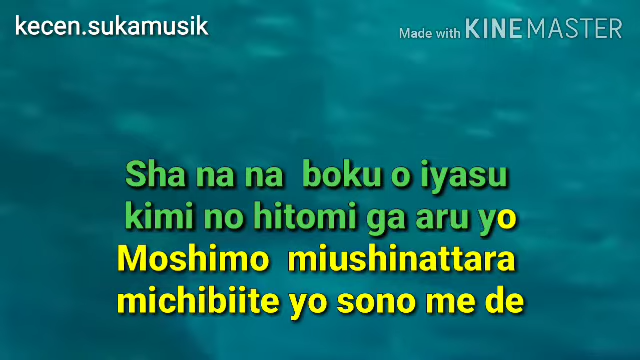 kecen.sukamusik
Made with KINEMASTER
Sha na na boku o iyasu
kimi no hitomi ga aru yo
Moshimo miushinattara
michibiite yo sono me de